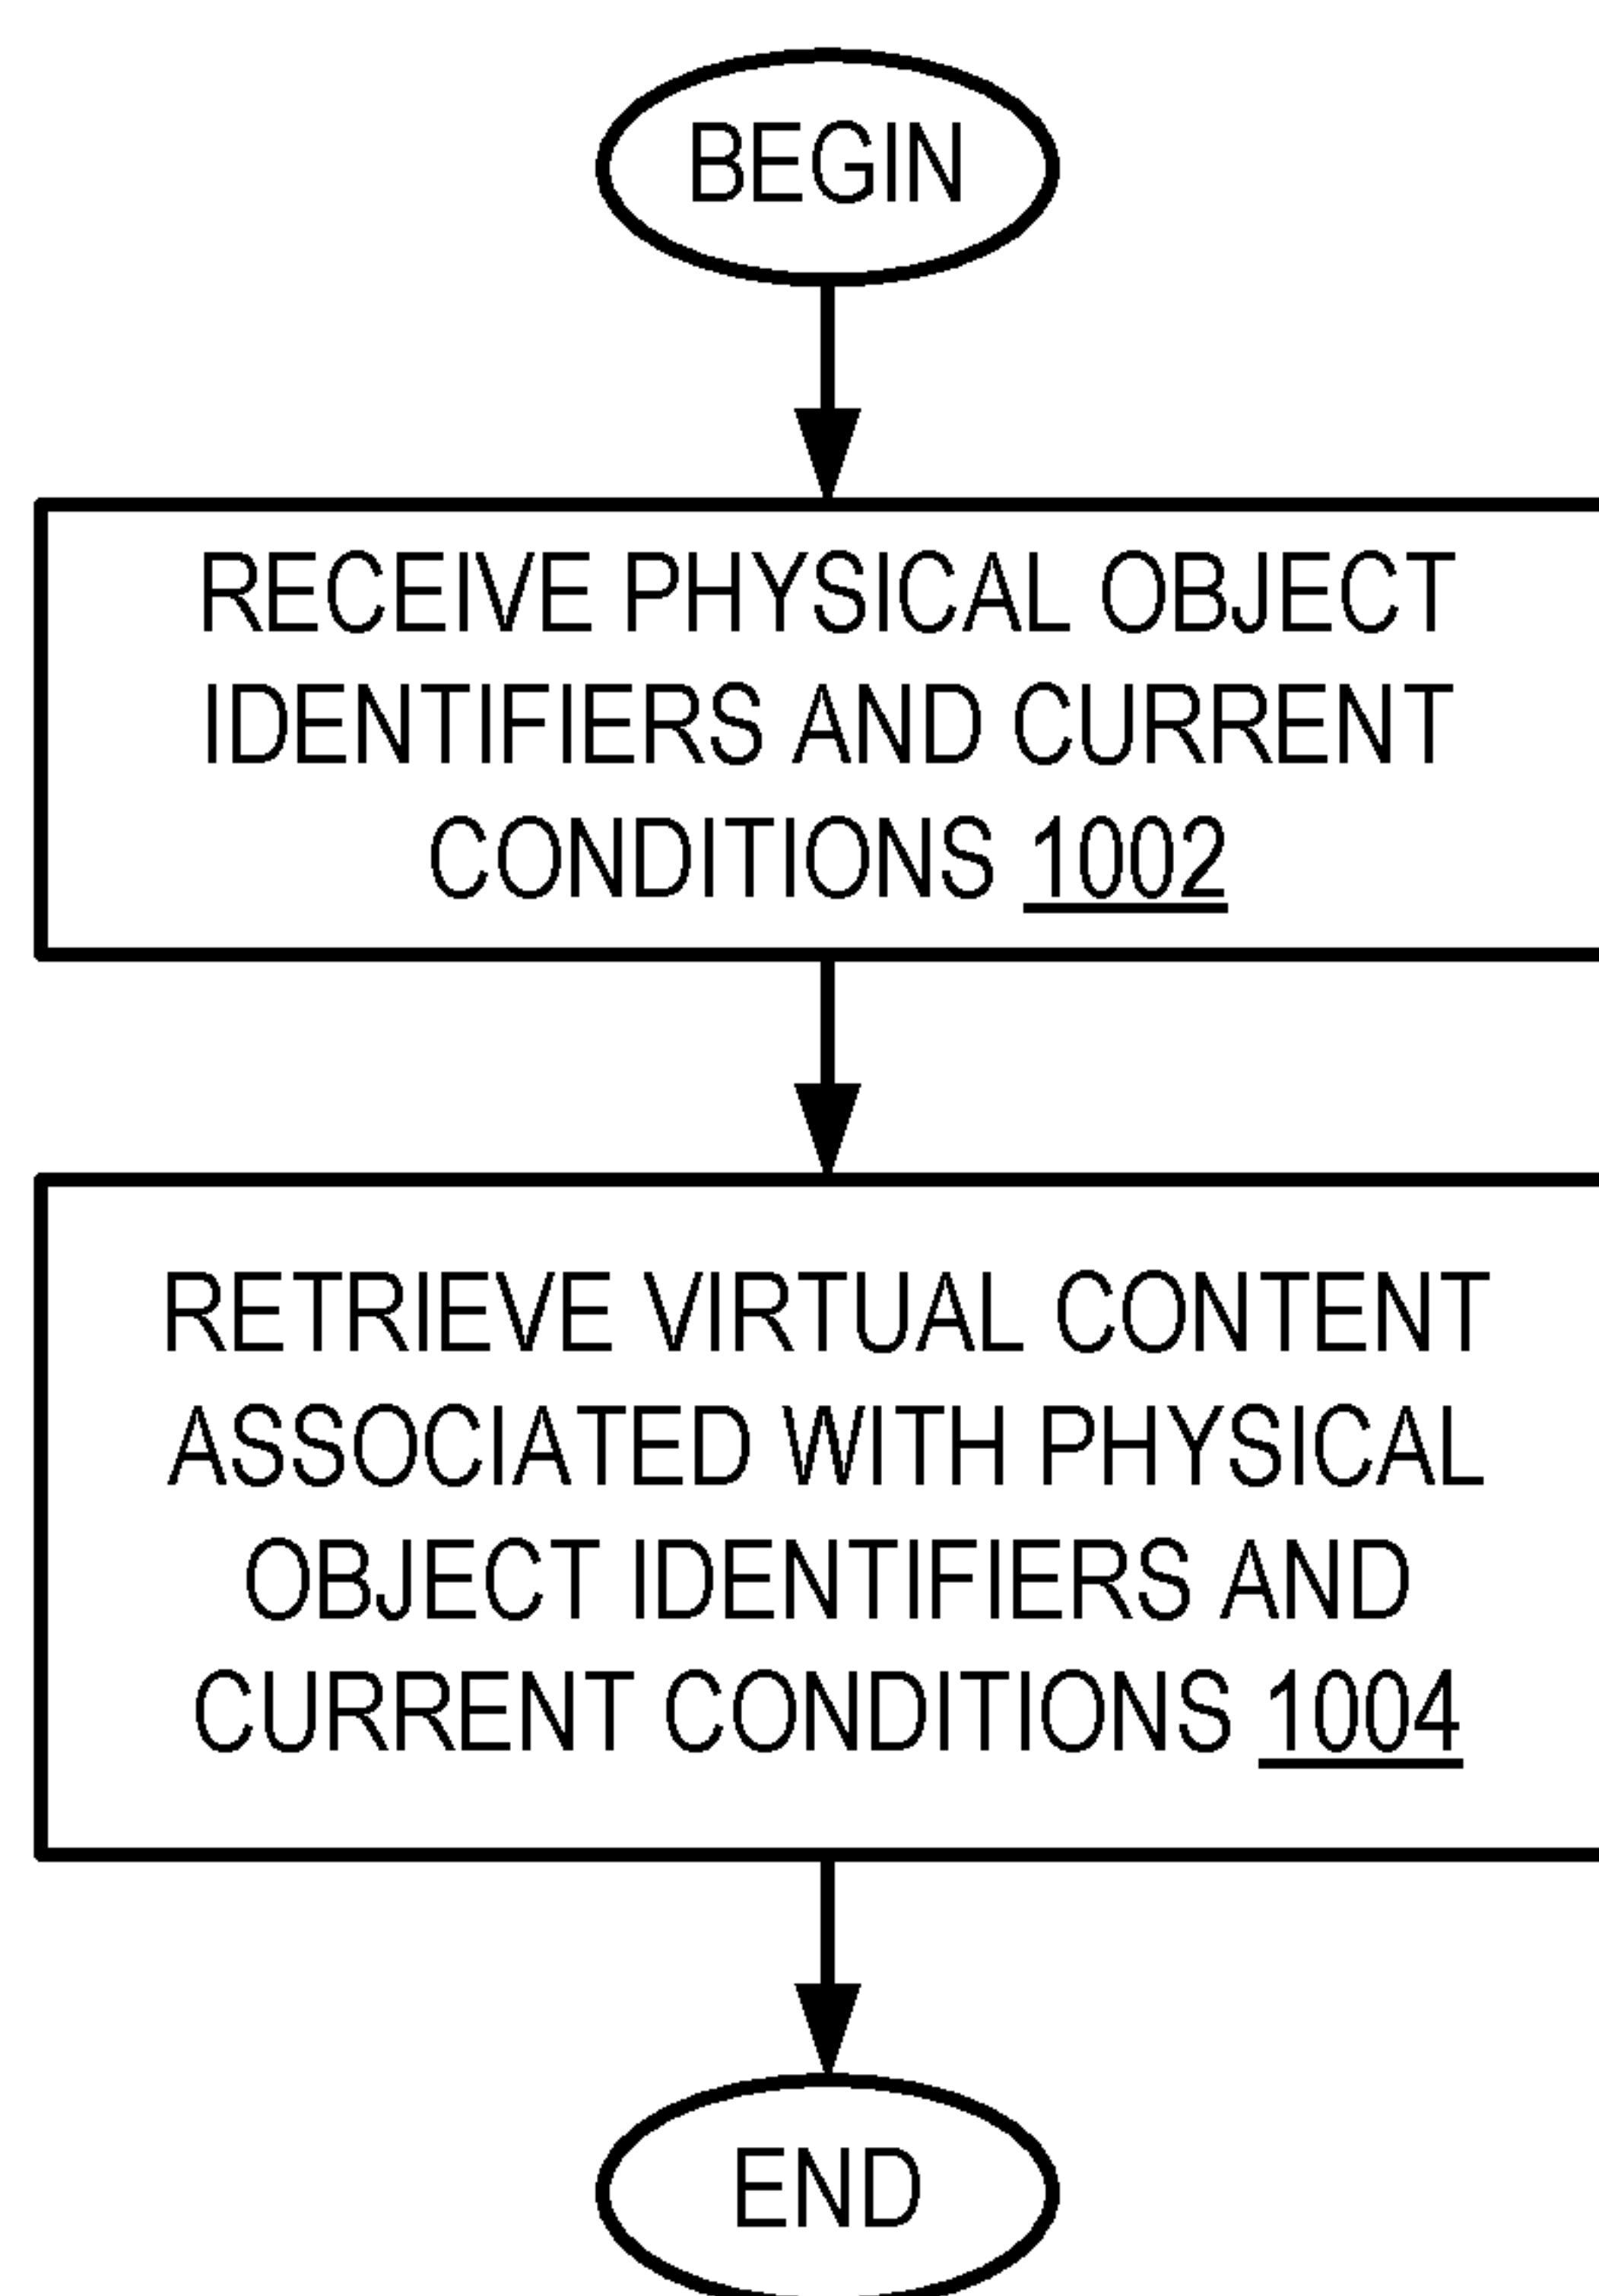 BEGIN
RECEIVE PHYSICAL OBJECT
IDENTIFIERS AND CURRENT
CONDITIONS 1002
RETRIEVE VIRTUAL CONTENT
ASSOCIATED WITH PHYSICAL
OBJECT IDENTIFIERS AND
CURRENT CONDITIONS 1004
END